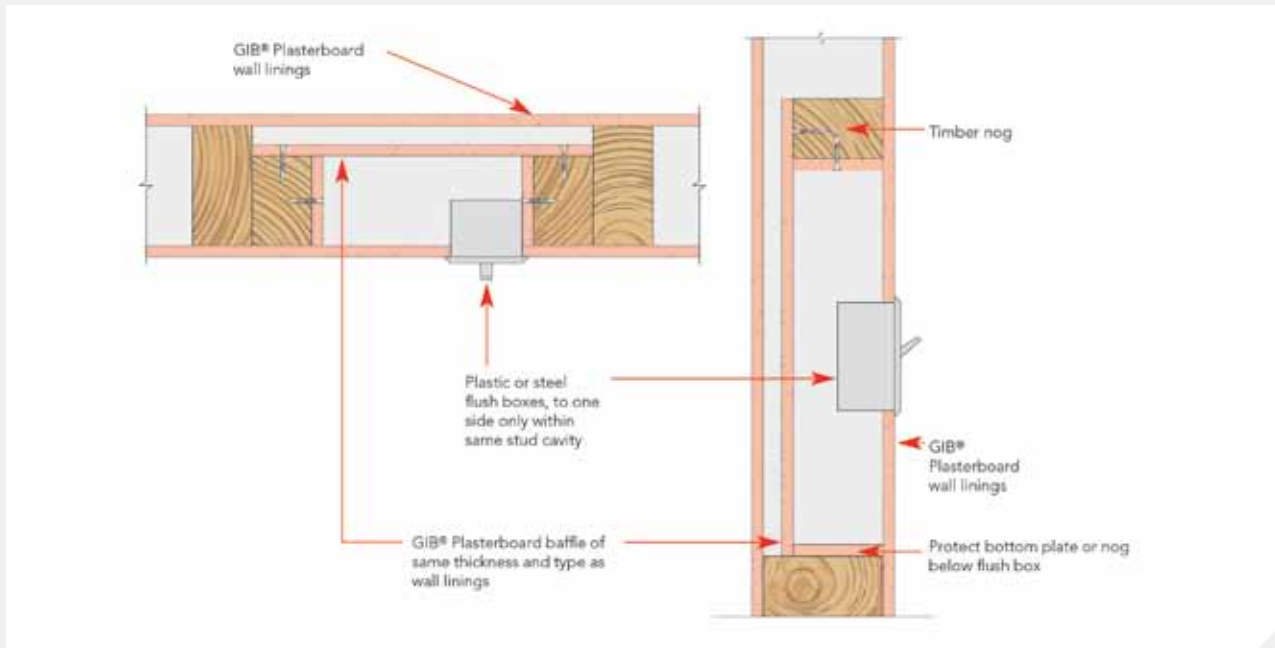 GIB® Plasterboard
wall linings
Timber nog
Plastic or steel
flush boxes, to one
side only within
same stud cavity
GIB®
Plasterboard
wall linings
GIB® Plasterboard baffle of
same thickness and type as
wall linings
Protect bottom plate or nog
below flush box